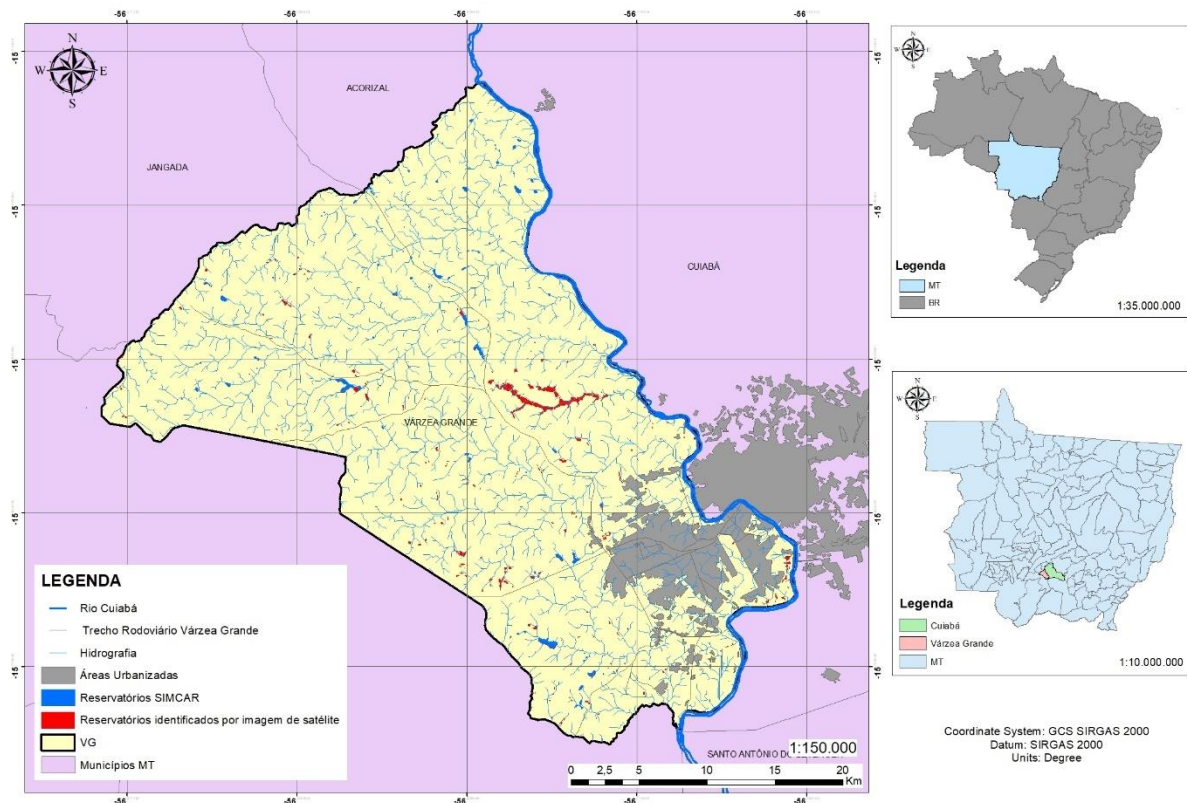 -56
-56
-56
-56
-56
N
W
E
S
-15
-15
-15
-15
-15
-15
-15
-15
-15
-15
ACORIZAL
JANGADA
CUIABÁ
VÁRZEA GRANDE
LEGENDA
Rio Cuiabá
Trecho Rodoviário Várzea Grande
Hidrografia
Áreas Urbanizadas
Reservatórios SIMCAR
Reservatórios identificados por imagem de satélite
VG
Municípios MT
SANTO ANTÔNIO DO
1:150.000
0 2,5 5 10 15 20
Km
-56
-56
-56
-56
-56
N
W
E
S
Legenda
MT
BR
1:35.000.000
N
W
E
S
Legenda
Cuiabá
Várzea Grande
MT
1:10.000.000
Coordinate System: GCS SIRGAS 2000
Datum: SIRGAS 2000
Units: Degree